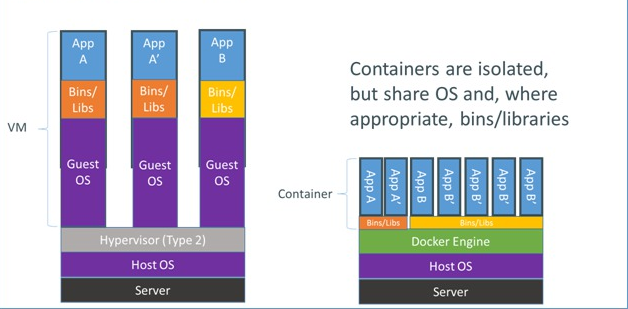 App
A
App
A'
App
B
Bins/
Libs
Bins/
Libs
Bins/
Libs
VM
Guest
OS
Guest
OS
Guest
OS
Hypervisor (Type 2)
Host OS
Server
Containers are isolated,
but share OS and, where
appropriate, bins/libraries
Container
App A
App A'
App B
App B'
App B'
App B'
App B'
Bins/Libs
Bins/Libs
Docker Engine
Host OS
Server